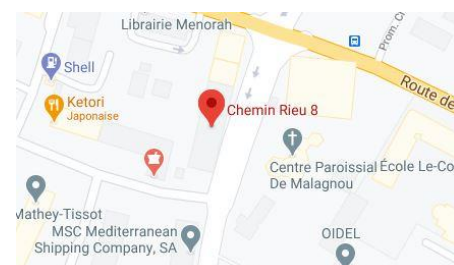 Librairie Menorah
Prom. C
Shell
Ketori
Japonaise
Chemin Rieu 8
Route de
Centre Paroissial
De Malagnou
École Le-Co
Mathey-Tissot
MSC Mediterranean
Shipping Company, SA
OIDEL